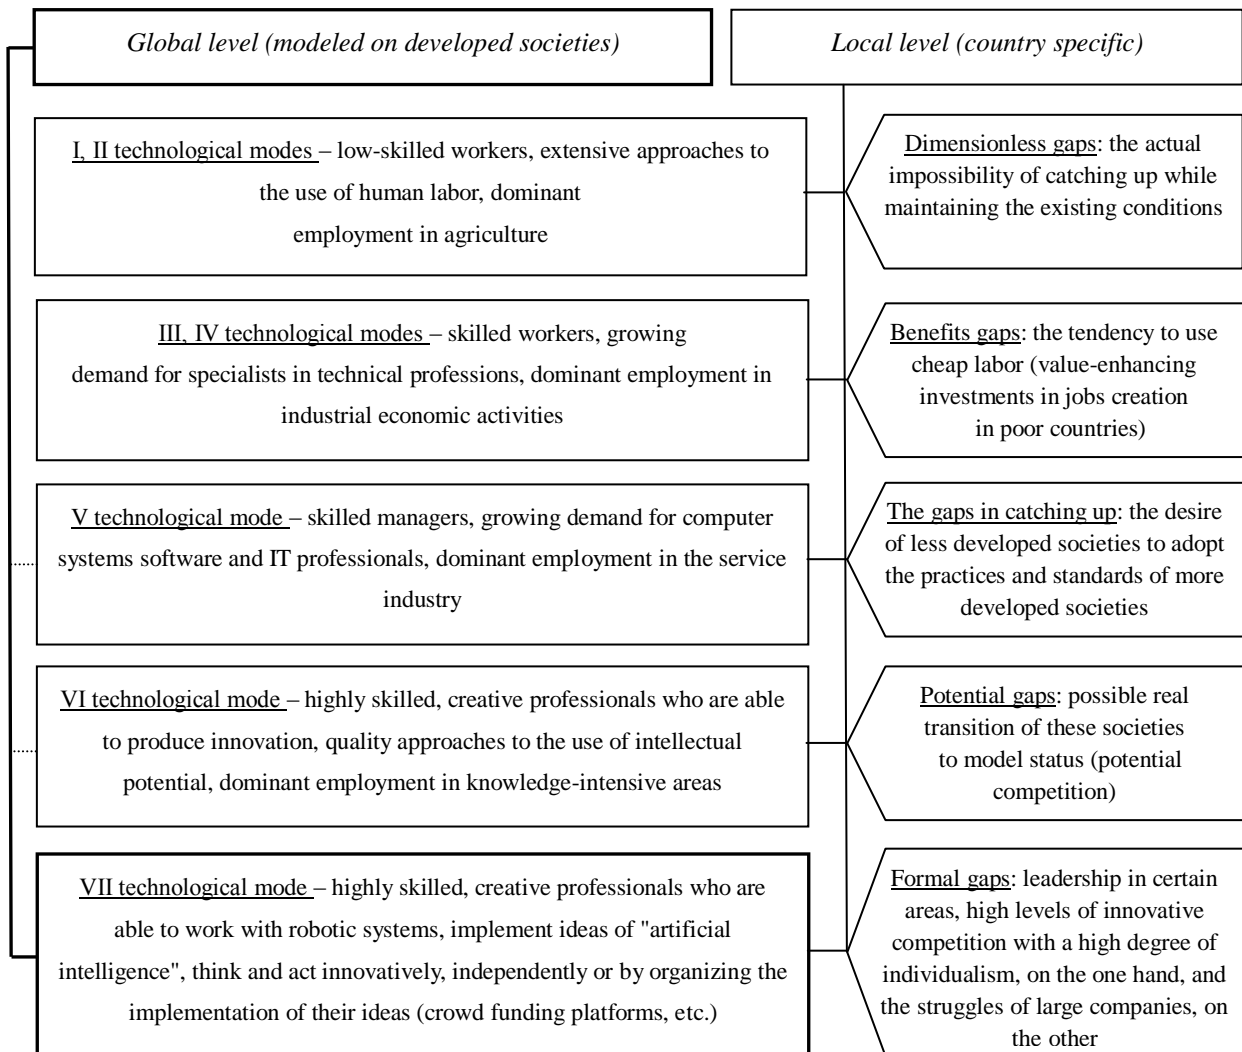 Global level (modeled on developed societies)
Local level (country specific)
I, II technological modes – low-skilled workers, extensive approaches to
the use of human labor, dominant
employment in agriculture
Dimensionless gaps: the actual
impossibility of catching up while
maintaining the existing conditions
III, IV technological modes – skilled workers, growing
demand for specialists in technical professions, dominant employment in
industrial economic activities
Benefits gaps: the tendency to use
cheap labor (value-enhancing
investments in jobs creation
in poor countries)
V technological mode – skilled managers, growing demand for computer
systems software and IT professionals, dominant employment in the service
industry
The gaps in catching up: the desire
of less developed societies to adopt
the practices and standards of more
developed societies
VI technological mode – highly skilled, creative professionals who are able
to produce innovation, quality approaches to the use of intellectual
potential, dominant employment in knowledge-intensive areas
Potential gaps: possible real
transition of these societies
to model status (potential
competition)
VII technological mode – highly skilled, creative professionals who are
able to work with robotic systems, implement ideas of "artificial
intelligence", think and act innovatively, independently or by organizing the
implementation of their ideas (crowd funding platforms, etc.)
Formal gaps: leadership in certain
areas, high levels of innovative
competition with a high degree of
individualism, on the one hand, and
the struggles of large companies, on
the other